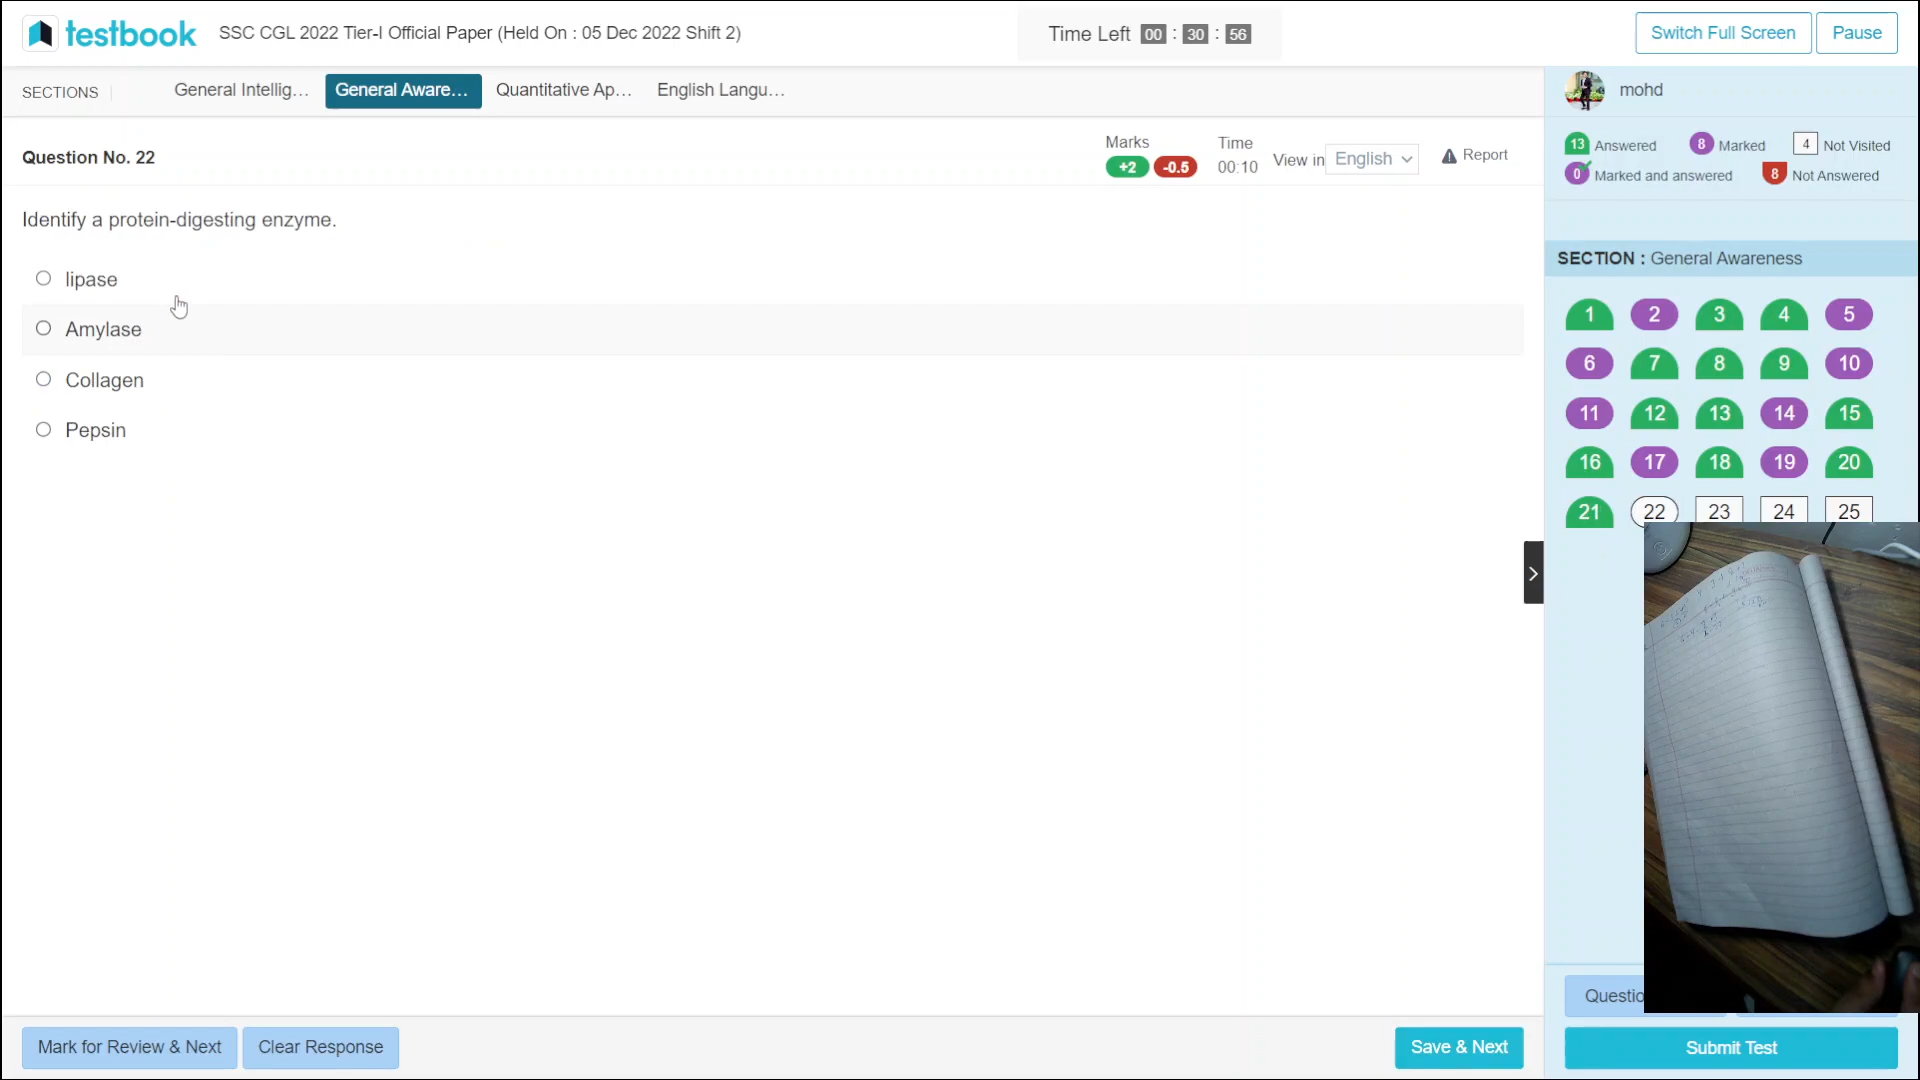 testbook
SSC CGL 2022 Tier-I Official Paper (Held On : 05 Dec 2022 Shift 2)
Time Left 00 : 30 : 56
Switch Full Screen
Pause
SECTIONS
General Intellig...
General Aware...
Quantitative Ap...
English Langu...
mohd
Question No. 22
Marks
+2 -0.5
Time
00:10
View in English
Report
13 Answered
8 Marked
4 Not Visited
0 Marked and answered
8 Not Answered
Identify a protein-digesting enzyme.
lipase
Amylase
Collagen
Pepsin
SECTION : General Awareness
1 2 3 4 5
6 7 8 9 10
11 12 13 14 15
16 17 18 19 20
21 22 23 24 25
Questio
Mark for Review & Next
Clear Response
Save & Next
Submit Test